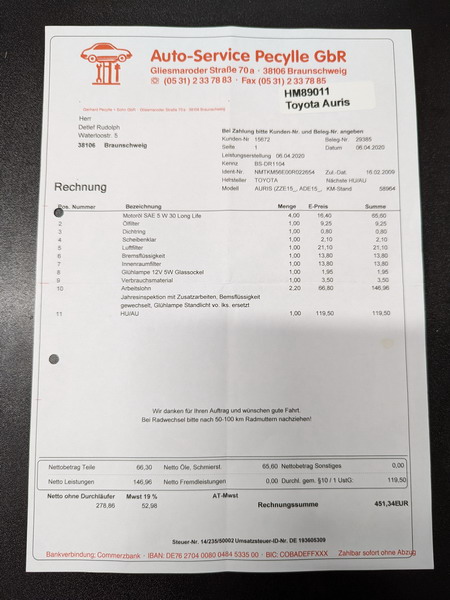 Auto-Service Pecylle GbR
Gliesmaroder Straße 70 a · 38106 Braunschweig
(05 31) 2 33 78 83 · Fax (05 31) 2 33 78 85
HM89011
Toyota Auris
Gerhard Pecylle + Auto GbR · Gliesmaroder Straße 70a · 38106 Braunschweig
Herr
Detlef Rudolph
Waterloostr. 5
38106 Braunschweig
Bei Zahlung bitte Kunden-Nr. und Beleg-Nr. angeben
Kunden-Nr 15672 Beleg-Nr 29385
Seite 1 Datum 06.04.2020
Leistungserstellung 06.04.2020
Kennz BS-DR1104
Ident-Nr NMTKM56E00R022654 Zul.-Dat. 16.02.2009
Hersteller TOYOTA Nächste HU/AU
Modell AURIS (ZZE15_, ADE15_, KM-Stand 58964
Rechnung
Pos. Nummer Bezeichnung Menge E-Preis Summe
Motoröl SAE 5 W 30 Long Life 4,00 16,40 65,60
2 Ölfilter 1,00 9,25 9,25
3 Dichtring 1,00 0,80 0,80
4 Scheibenklar 1,00 2,10 2,10
5 Luftfilter 1,00 21,10 21,10
6 Bremsflüssigkeit 1,00 13,80 13,80
7 Innenraumfilter 1,00 13,80 13,80
8 Glühlampe 12V 5W Glassockel 1,00 1,95 1,95
9 Verbrauchsmaterial 1,00 3,50 3,50
10 Arbeitslohn 2,20 66,80 146,96
Jahresinspektion mit Zusatzarbeiten, Bemsflüssigkeit
gewechselt, Glühlampe Standlicht vo. lks. ersetzt
11 HU/AU 1,00 119,50 119,50
Wir danken für Ihren Auftrag und wünschen gute Fahrt.
Bei Radwechsel bitte nach 50-100 km Radmuttern nachziehen!
Nettobetrag Teile 66,30 Netto Öle, Schmierst. 65,60 Nettobetrag Sonstiges 0,00
Netto Leistungen 146,96 Netto Fremdleistungen 0,00 Durchl. gem. §10 / 1 UstG: 119,50
Netto ohne Durchläufer Mwst 19 % AT-Mwst
278,86 52,98 Rechnungssumme 451,34EUR
Steuer-Nr. 14/235/50002 Umsatzsteuer-ID-Nr. DE 193608309
Bankverbindung: Commerzbank · IBAN: DE76 2704 0080 0484 5335 00 · BIC: COBADEFFXXX Zahlbar sofort ohne Abzug